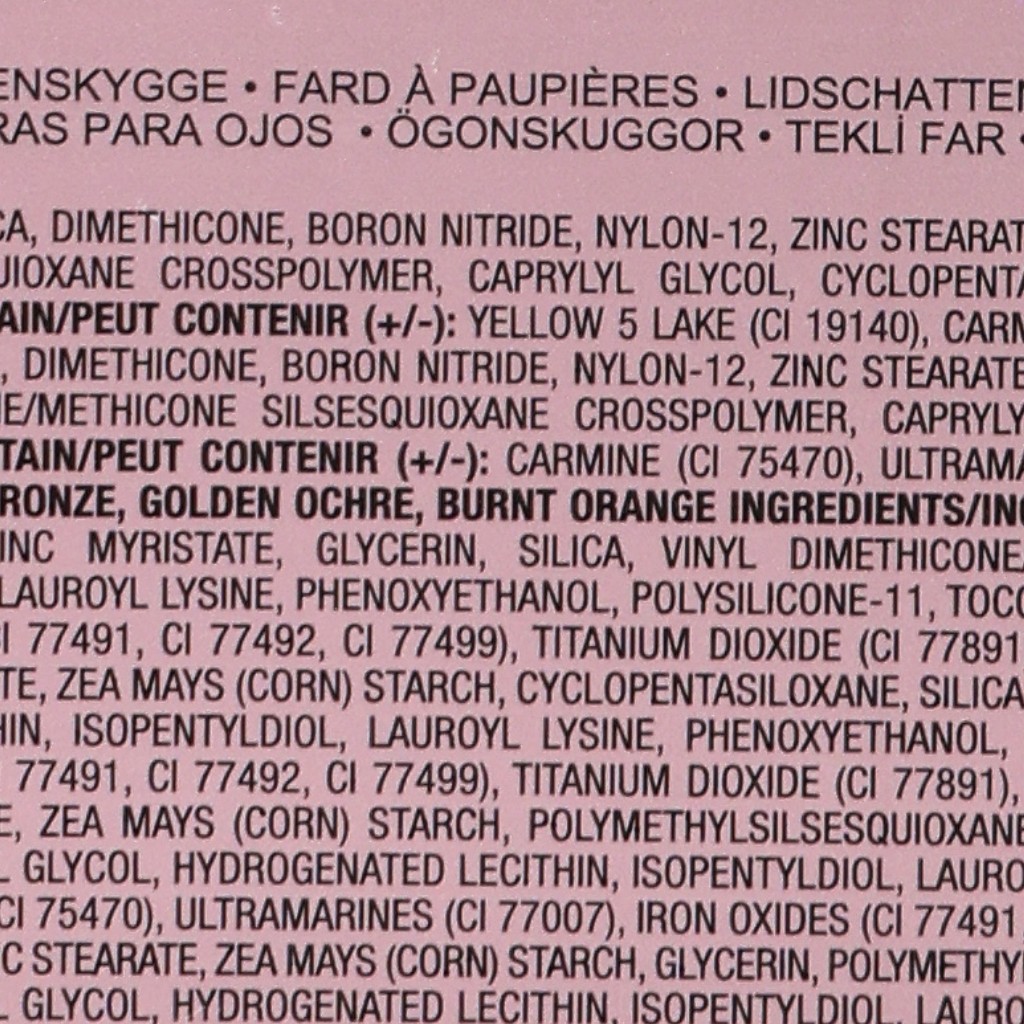 ENSKYGGE • FARD À PAUPIÈRES • LIDSCHATTEN
RAS PARA OJOS • ÖGONSKUGGOR • TEKLİ FAR •
CA, DIMETHICONE, BORON NITRIDE, NYLON-12, ZINC STEARAT
UIOXANE CROSSPOLYMER, CAPRYLYL GLYCOL, CYCLOPENTA
AIN/PEUT CONTENIR (+/-): YELLOW 5 LAKE (CI 19140), CARM
, DIMETHICONE, BORON NITRIDE, NYLON-12, ZINC STEARATE
NE/METHICONE SILSESQUIOXANE CROSSPOLYMER, CAPRYLY
TAIN/PEUT CONTENIR (+/-): CARMINE (CI 75470), ULTRAMA
RONZE, GOLDEN OCHRE, BURNT ORANGE INGREDIENTS/ING
INC MYRISTATE, GLYCERIN, SILICA, VINYL DIMETHICONE/
LAUROYL LYSINE, PHENOXYETHANOL, POLYSILICONE-11, TOCO
CI 77491, CI 77492, CI 77499), TITANIUM DIOXIDE (CI 77891
TE, ZEA MAYS (CORN) STARCH, CYCLOPENTASILOXANE, SILICA
HIN, ISOPENTYLDIOL, LAUROYL LYSINE, PHENOXYETHANOL,
77491, CI 77492, CI 77499), TITANIUM DIOXIDE (CI 77891),
E, ZEA MAYS (CORN) STARCH, POLYMETHYLSILSESQUIOXANE
L GLYCOL, HYDROGENATED LECITHIN, ISOPENTYLDIOL, LAURO
CI 75470), ULTRAMARINES (CI 77007), IRON OXIDES (CI 77491
C STEARATE, ZEA MAYS (CORN) STARCH, GLYCERIN, POLYMETHY
L GLYCOL, HYDROGENATED LECITHIN, ISOPENTYLDIOL, LAURO